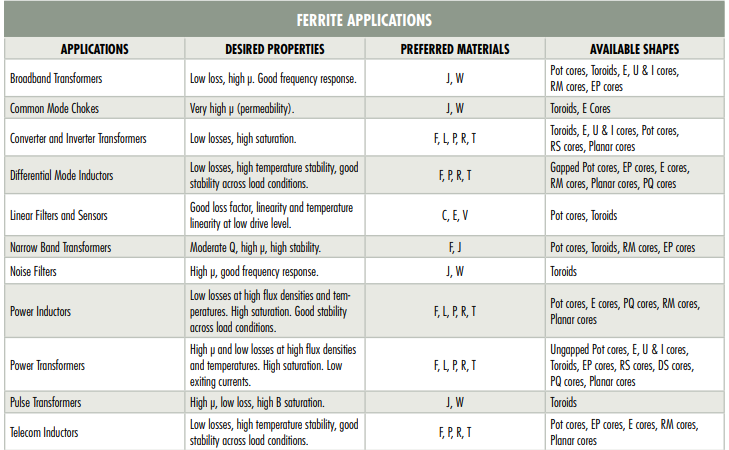 FERRITE APPLICATIONS
APPLICATIONS DESIRED PROPERTIES PREFERRED MATERIALS AVAILABLE SHAPES
Broadband Transformers Low loss, high µ. Good frequency response. J, W Pot cores, Toroids, E, U & I cores,
RM cores, EP cores
Common Mode Chokes Very high µ (permeability). J, W Toroids, E Cores
Converter and Inverter Transformers Low losses, high saturation. F, L, P, R, T Toroids, E, U & I cores, Pot cores,
RS cores, Planar cores
Differential Mode Inductors Low losses, high temperature stability, good
stability across load conditions. F, P, R, T Gapped Pot cores, EP cores, E cores,
RM cores, Planar cores, PQ cores
Linear Filters and Sensors Good loss factor, linearity and temperature
linearity at low drive level. C, E, V Pot cores, Toroids
Narrow Band Transformers Moderate Q, high µ, high stability. F, J Pot cores, Toroids, RM cores, EP cores
Noise Filters High µ, good frequency response. J, W Toroids
Power Inductors Low losses at high flux densities and tem-
peratures. High saturation. Good stability
across load conditions. F, L, P, R, T Pot cores, E cores, PQ cores, RM cores,
Planar cores
Power Transformers High µ and low losses at high flux densities
and temperatures. High saturation. Low
exiting currents. F, L, P, R, T Ungapped Pot cores, E, U & I cores,
Toroids, EP cores, RS cores, DS cores,
PQ cores, Planar cores
Pulse Transformers High µ, low loss, high B saturation. J, W Toroids
Telecom Inductors Low losses, high temperature stability, good
stability across load conditions. F, P, R, T Pot cores, EP cores, E cores, RM cores,
Planar cores